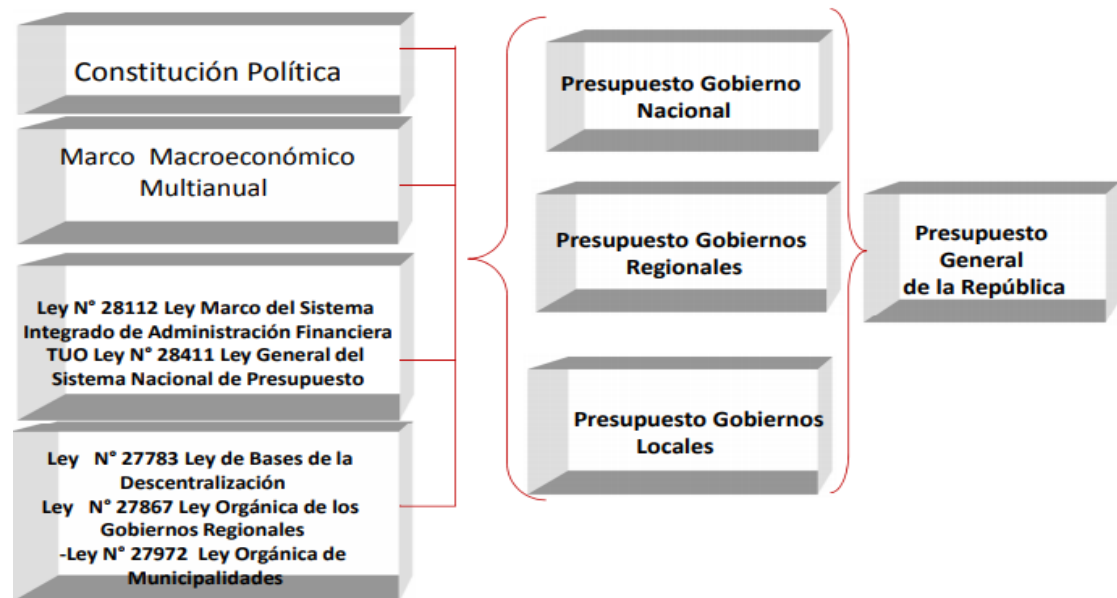 Constitución Política
Marco Macroeconómico
Multianual
Ley N° 28112 Ley Marco del Sistema
Integrado de Administración Financiera
TUO Ley N° 28411 Ley General del
Sistema Nacional de Presupuesto
Ley N° 27783 Ley de Bases de la
Descentralización
Ley N° 27867 Ley Orgánica de los
Gobiernos Regionales
-Ley N° 27972 Ley Orgánica de
Municipalidades
Presupuesto Gobierno
Nacional
Presupuesto Gobiernos
Regionales
Presupuesto Gobiernos
Locales
Presupuesto
General
de la República